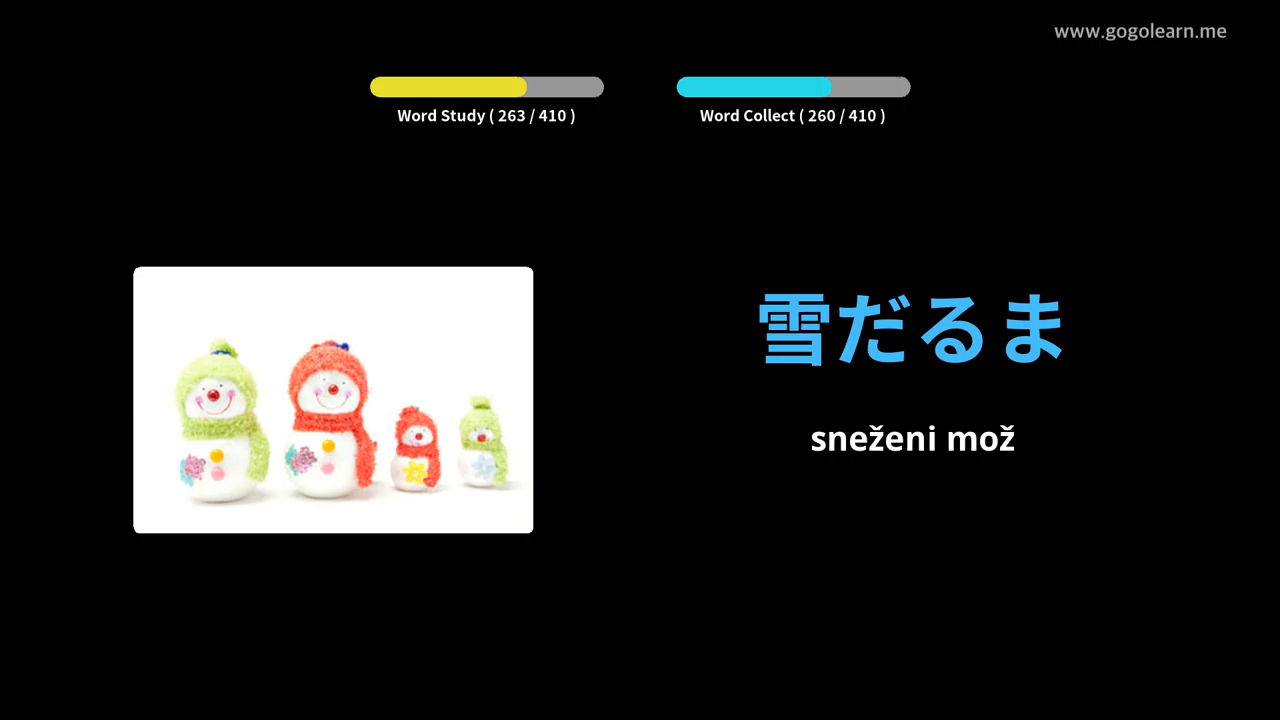 www.gogolearn.me
Word Study ( 263 / 410 )
Word Collect ( 260 / 410 )
雪だるま
sneženi mož